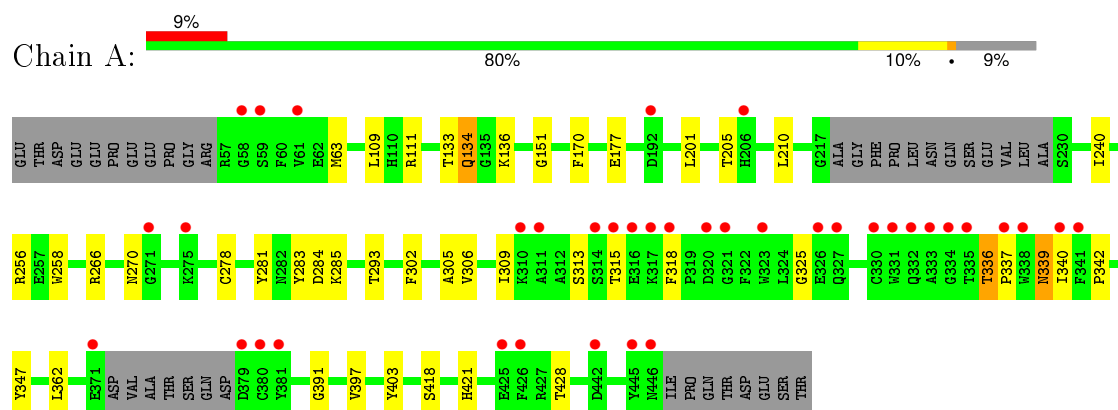 9%
Chain A:
80% 10% • 9%
GLU THR ASP GLU GLU PRO GLU GLU PRO GLY ARG R57 G58 S59 F60 V61 E62 M63 L109 H110 R111 T133 Q134 G135 K136 G151 F170 E177 D192 L201 T205 H206 L210 G217 ALA GLY PHE PRO LEU ASN GLN SER GLU VAL LEU ALA S230 I240
R256 E257 W258 R266 N270 G271 K275 C278 Y281 N282 Y283 D284 K285 T293 F302 A305 V306 I309 K310 A311 A312 S313 S314 T315 E316 K317 F318 P319 D320 G321 F322 W323 L324 G325 E326 Q327 C330 W331 Q332 A333 G334 T335 T336 P337 W338 N339 I340 F341 P342
Y347 L362 E371 ASP VAL ALA THR SER GLN ASP D379 C380 Y381 G391 V397 Y403 S418 H421 E425 F426 R427 T428 D442 Y445 N446 ILE PRO GLN THR ASP GLU SER THR